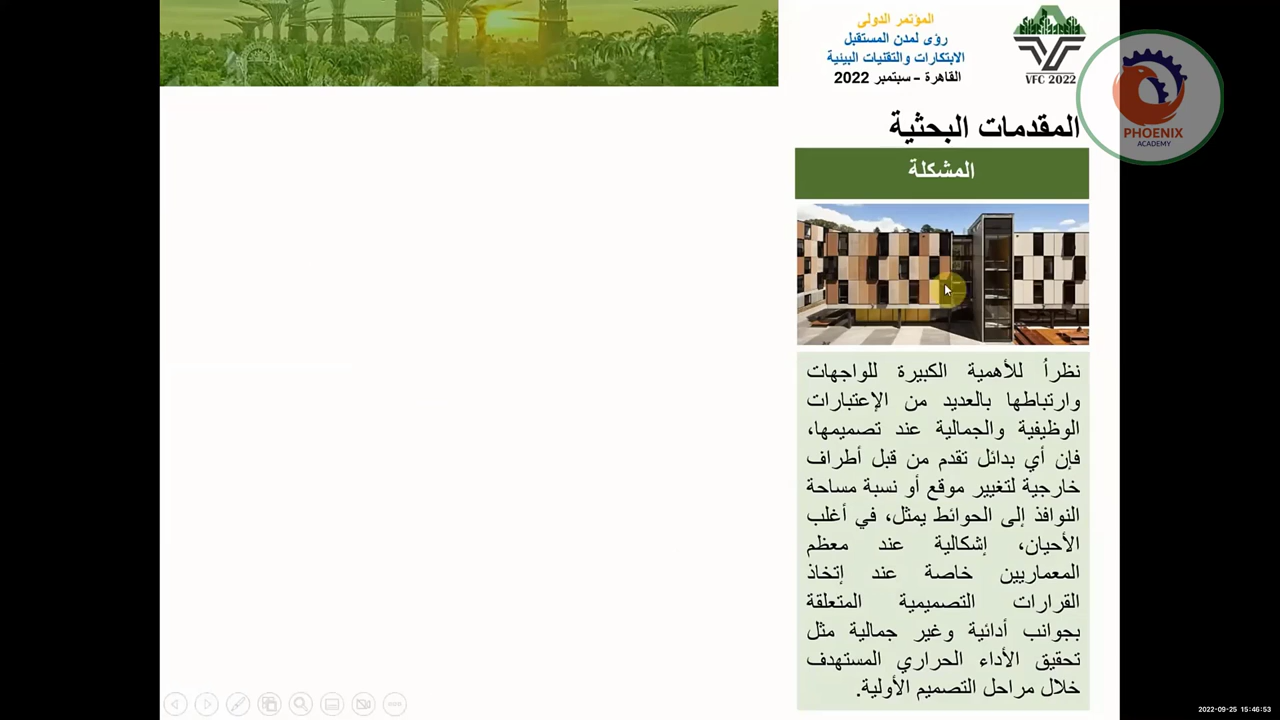 المؤتمر الدولى
رؤى لمدن المستقبل
الابتكارات والتقنيات البينية
القاهرة - سبتمبر 2022
VFC 2022
PHOENIX
ACADEMY
المقدمات البحثية
المشكلة
نظراُ للأهمية الكبيرة للواجهات
وارتباطها بالعديد من الإعتبارات
الوظيفية والجمالية عند تصميمها،
فإن أي بدائل تقدم من قبل أطراف
خارجية لتغيير موقع أو نسبة مساحة
النوافذ إلى الحوائط يمثل، في أغلب
الأحيان، إشكالية عند معظم
المعماريين خاصة عند إتخاذ
القرارات التصميمية المتعلقة
بجوانب أدائية وغير جمالية مثل
تحقيق الأداء الحراري المستهدف
خلال مراحل التصميم الأولية.
2022-09-25 15:46:53